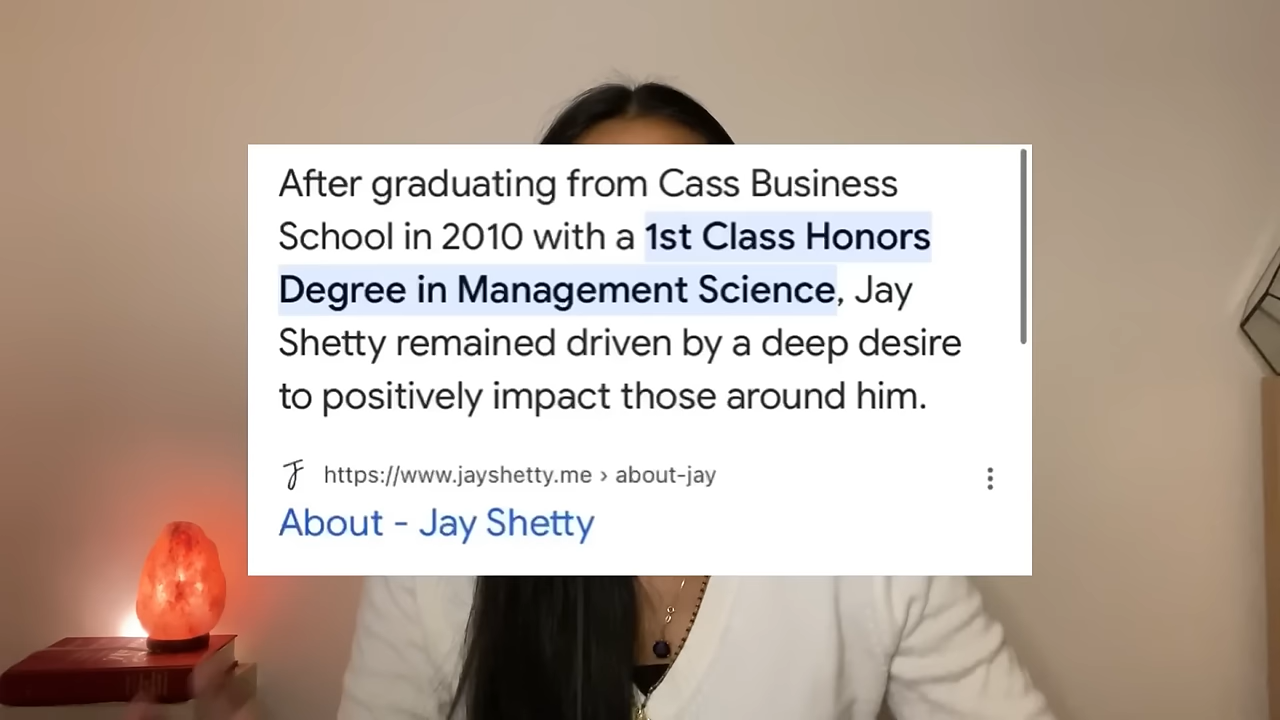 After graduating from Cass Business
School in 2010 with a 1st Class Honors
Degree in Management Science, Jay
Shetty remained driven by a deep desire
to positively impact those around him.
https://www.jayshetty.me › about-jay
About - Jay Shetty